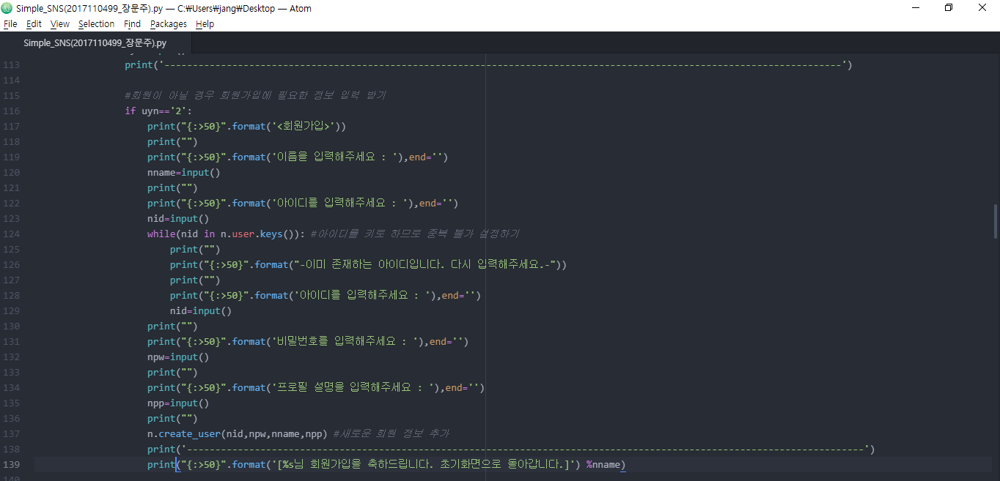 Simple_SNS(2017110499_장문주).py — C:₩Users₩jang₩Desktop — Atom
File Edit View Selection Find Packages Help
Simple_SNS(2017110499_장문주).py
113 print('------------------------------------------------------------------------------------------------------------------------')
114
115 #회원이 아닐 경우 회원가입에 필요한 정보 입력 받기
116 if uyn=='2':
117 print("{:>50}".format('<회원가입>'))
118 print("")
119 print("{:>50}".format('이름을 입력해주세요 : '),end='')
120 nname=input()
121 print("")
122 print("{:>50}".format('아이디를 입력해주세요 : '),end='')
123 nid=input()
124 while(nid in n.user.keys()): #아이디를 키로 하므로 중복 불가 설정하기
125 print("")
126 print("{:>50}".format("-이미 존재하는 아이디입니다. 다시 입력해주세요.-"))
127 print("")
128 print("{:>50}".format('아이디를 입력해주세요 : '),end='')
129 nid=input()
130 print("")
131 print("{:>50}".format('비밀번호를 입력해주세요 : '),end='')
132 npw=input()
133 print("")
134 print("{:>50}".format('프로필 설명을 입력해주세요 : '),end='')
135 npp=input()
136 print("")
137 n.create_user(nid,npw,nname,npp) #새로운 회원 정보 추가
138 print('------------------------------------------------------------------------------------------------------------------------')
139 print("{:>50}".format('[%s님 회원가입을 축하드립니다. 초기화면으로 돌아갑니다.]') %nname)
140